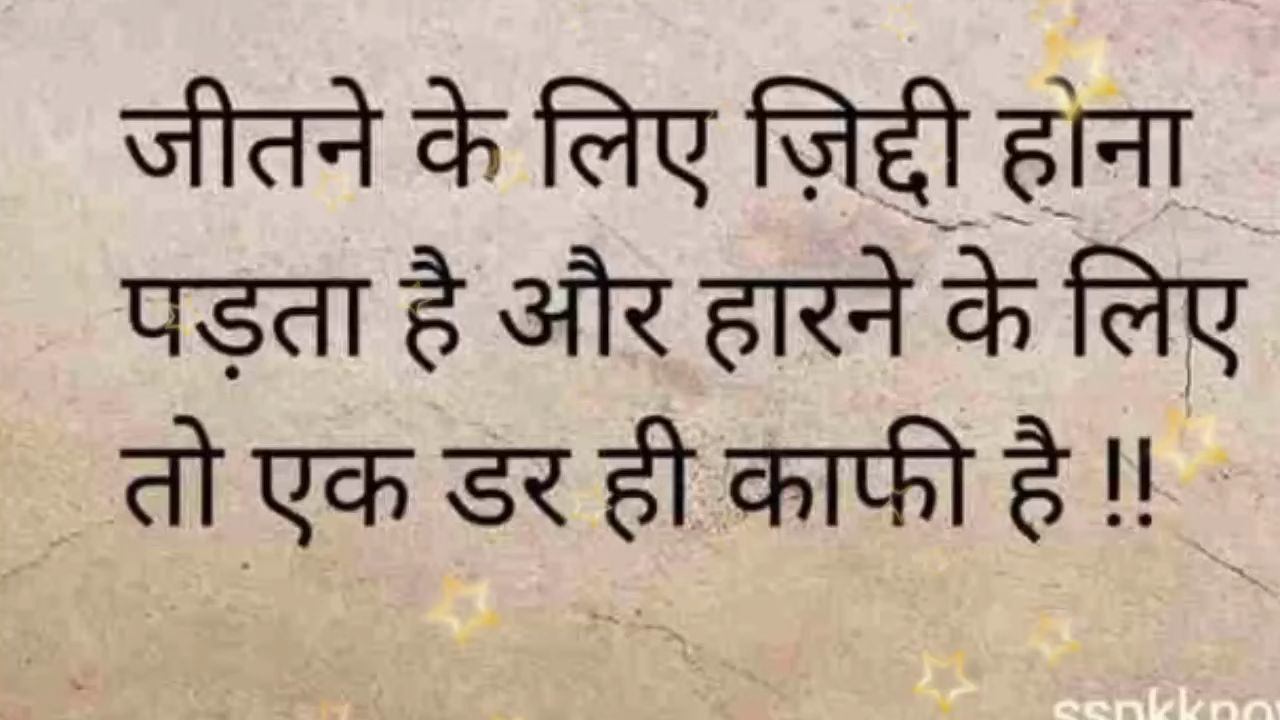 जीतने के लिए ज़िद्दी होना
पड़ता है और हारने के लिए
तो एक डर ही काफी है !!